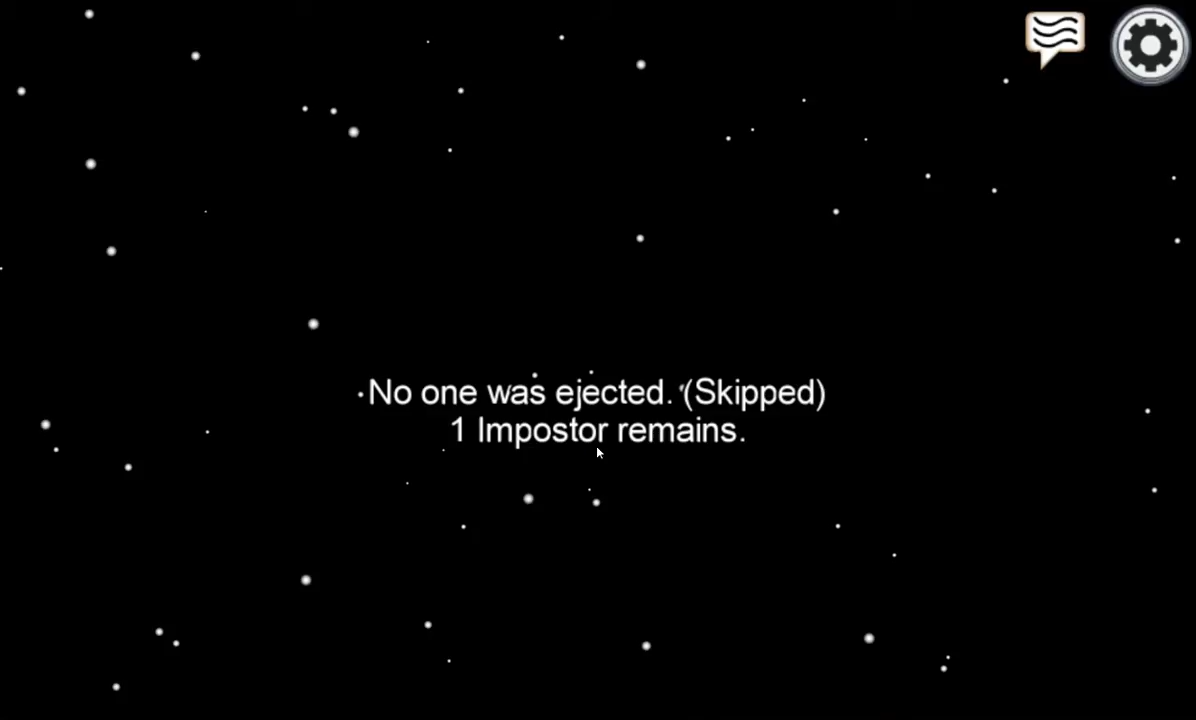 No one was ejected. (Skipped)
1 Impostor remains.